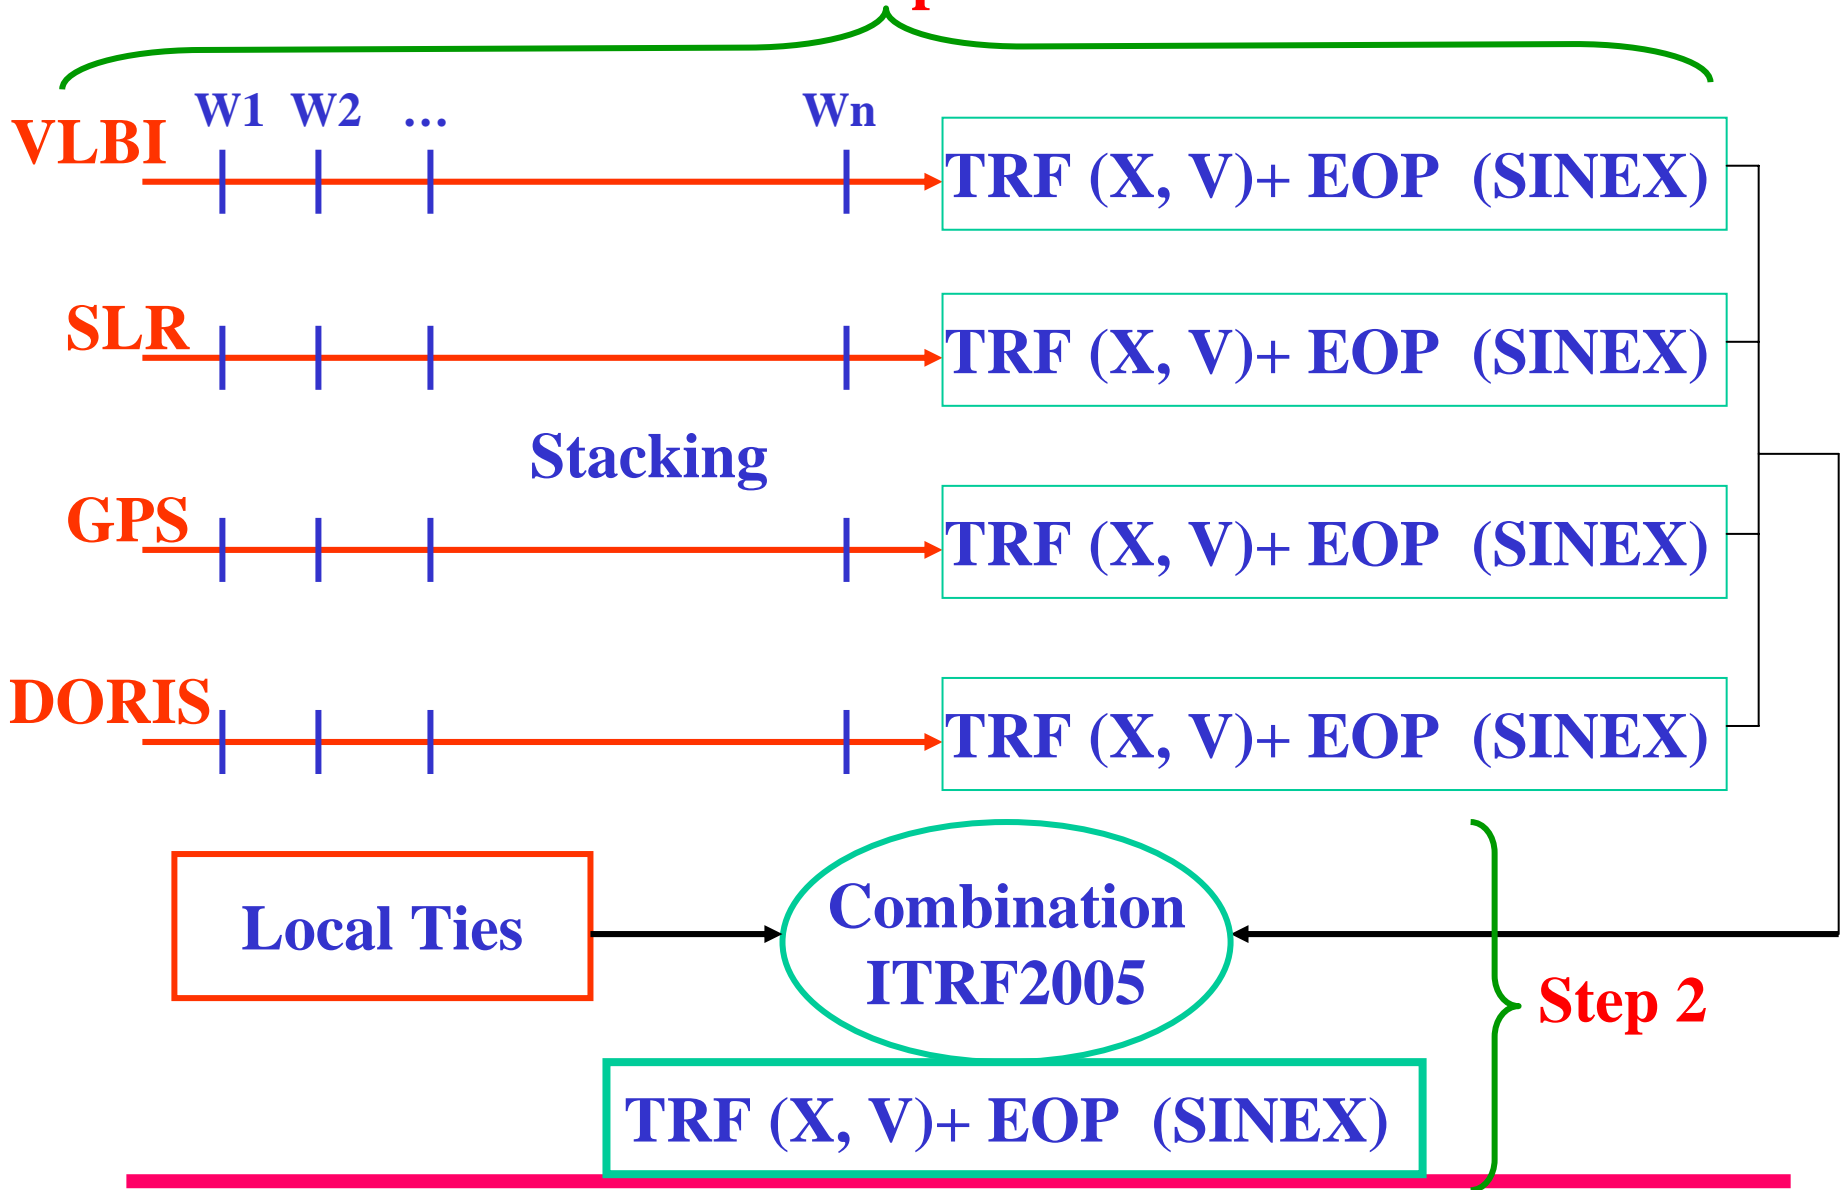 W1 W2 ... Wn
VLBI
TRF (X, V)+ EOP (SINEX)
SLR
TRF (X, V)+ EOP (SINEX)
Stacking
GPS
TRF (X, V)+ EOP (SINEX)
DORIS
TRF (X, V)+ EOP (SINEX)
Local Ties
Combination
ITRF2005
Step 2
TRF (X, V)+ EOP (SINEX)